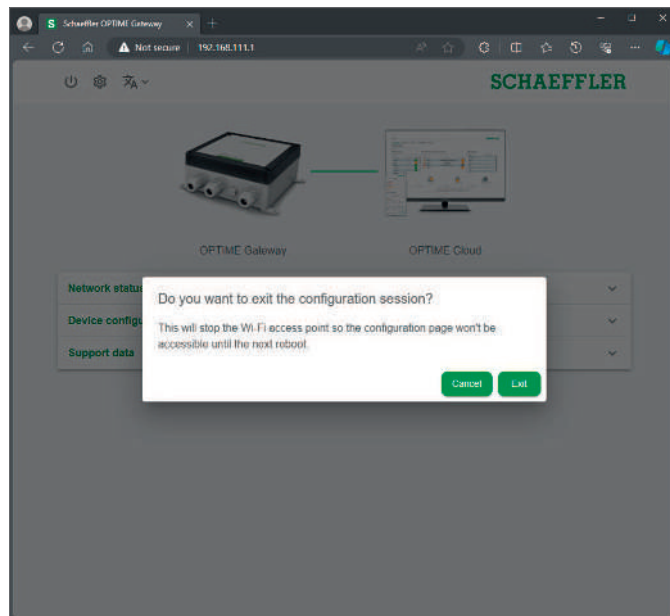 Schaeffler OPTIME Gateway
Not secure
192.168.111.1
SCHAEFFLER
OPTIME Gateway
OPTIME Cloud
Network status
Device configu
Support data
Do you want to exit the configuration session?
This will stop the Wi-Fi access point so the configuration page won't be
accessible until the next reboot.
Cancel
Exit